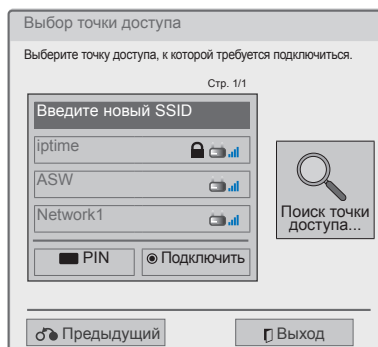 Выбор точки доступа
Выберите точку доступа, к которой требуется подключиться.
Стр. 1/1
Введите новый SSID
iptime
ASW
Network1
Поиск точки
доступа...
PIN
Подключить
Предыдущий
Выход